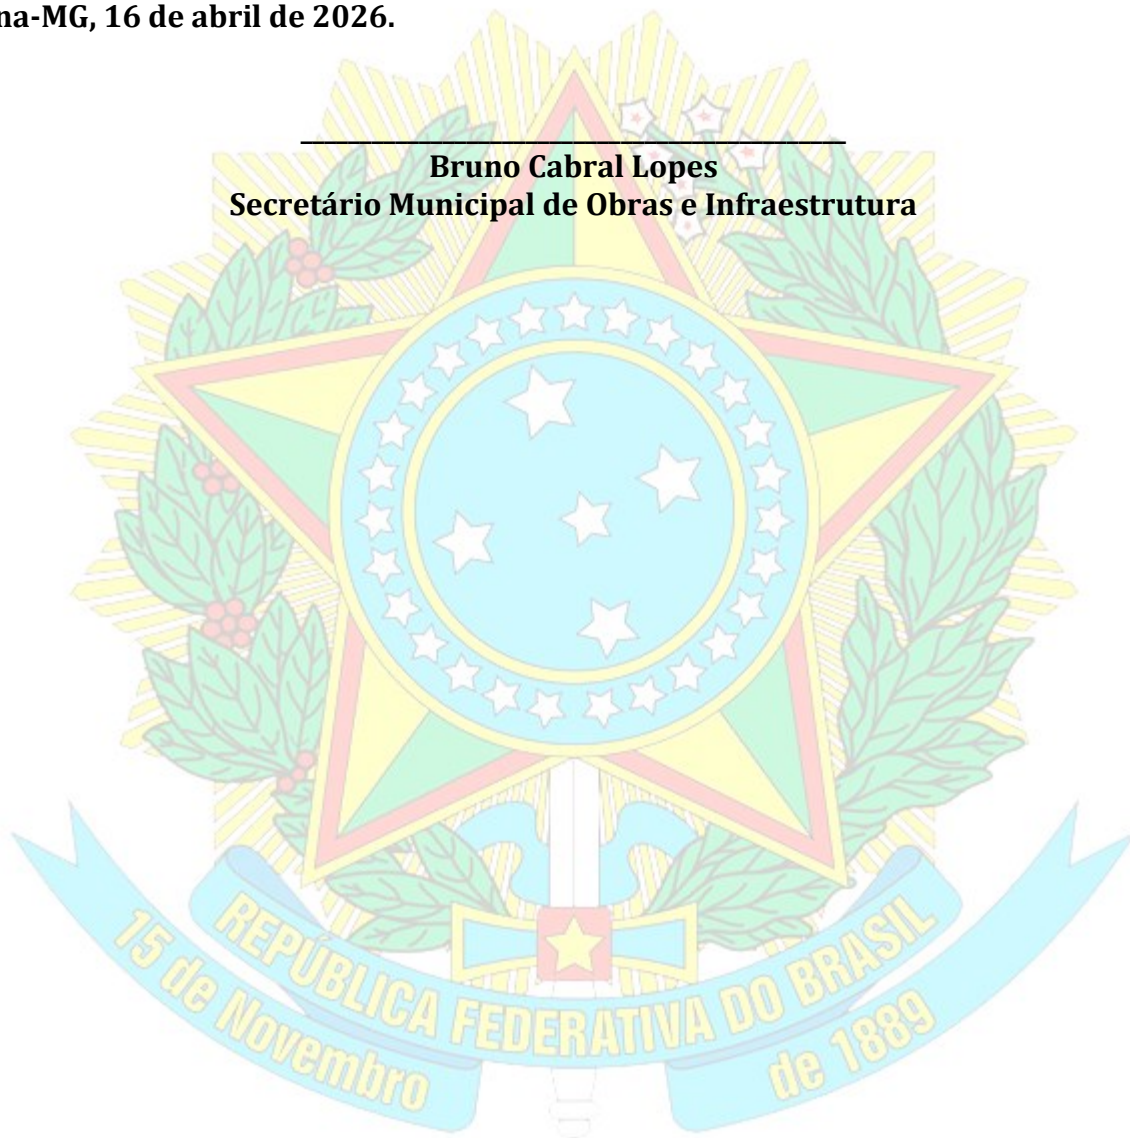 na-MG, 16 de abril de 2026.
Bruno Cabral Lopes
Secretário Municipal de Obras e Infraestrutura
REPÚBLICA FEDERATIVA DO BRASIL
15 de Novembro
de 1889